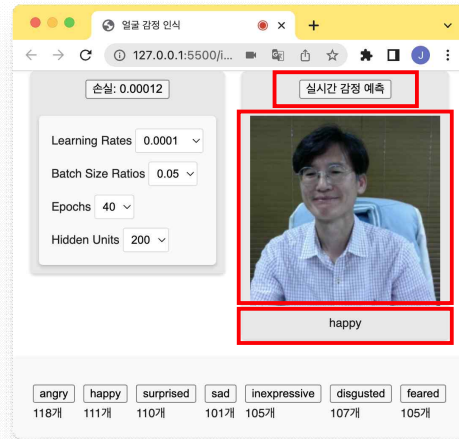 얼굴 감정 인식
127.0.0.1:5500/i...
J
손실: 0.00012
실시간 감정 예측
Learning Rates 0.0001
Batch Size Ratios 0.05
Epochs 40
Hidden Units 200
happy
angry happy surprised sad inexpressive disgusted feared
118개 111개 110개 101개 105개 107개 105개